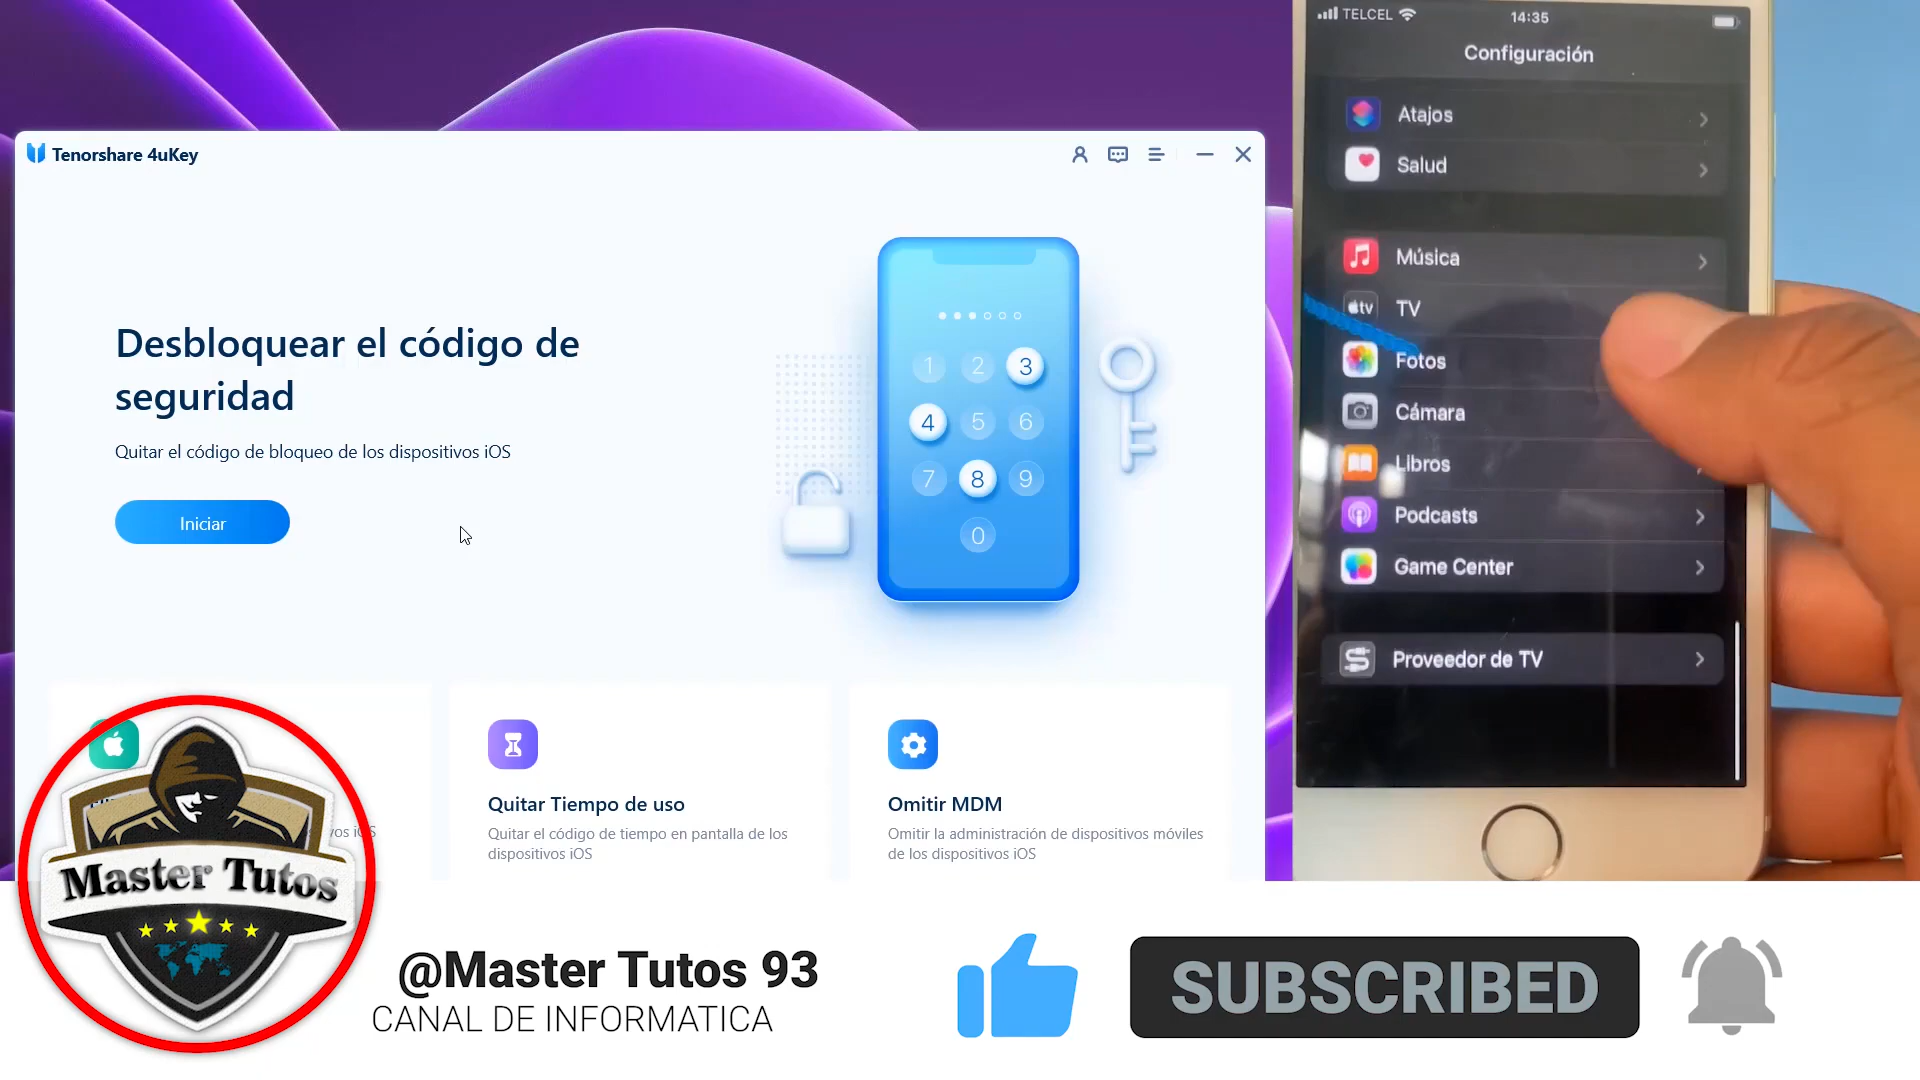 Tenorshare 4uKey
Desbloquear el código de
seguridad
Quitar el código de bloqueo de los dispositivos iOS
Iniciar
1 2 3
4 5 6
7 8 9
0
vos iOS
Quitar Tiempo de uso
Quitar el código de tiempo en pantalla de los
dispositivos iOS
Omitir MDM
Omitir la administración de dispositivos móviles
de los dispositivos iOS
TELCEL 14:35
Configuración
Atajos
Salud
Música
tv TV
Fotos
Cámara
Libros
Podcasts
Game Center
Proveedor de TV
Master Tutos
@Master Tutos 93
CANAL DE INFORMATICA
SUBSCRIBED